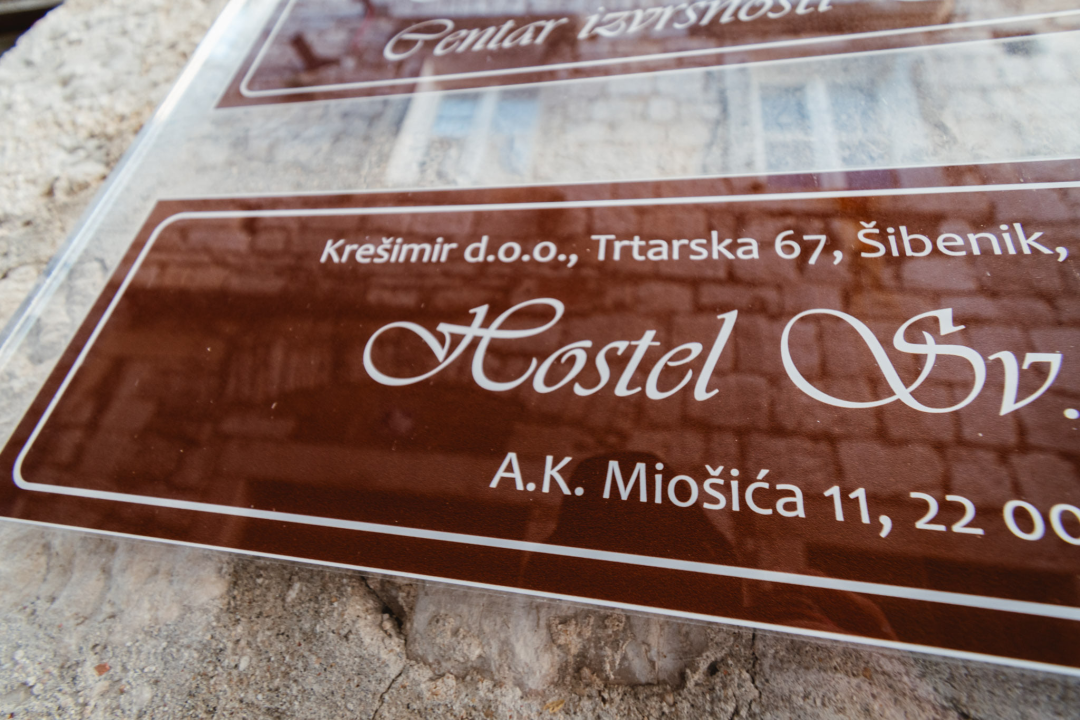 Centar izvrsnosti
Krešimir d.o.o., Trtarska 67, Šibenik,
Hostel Sv.
A.K. Miošića 11, 22 00